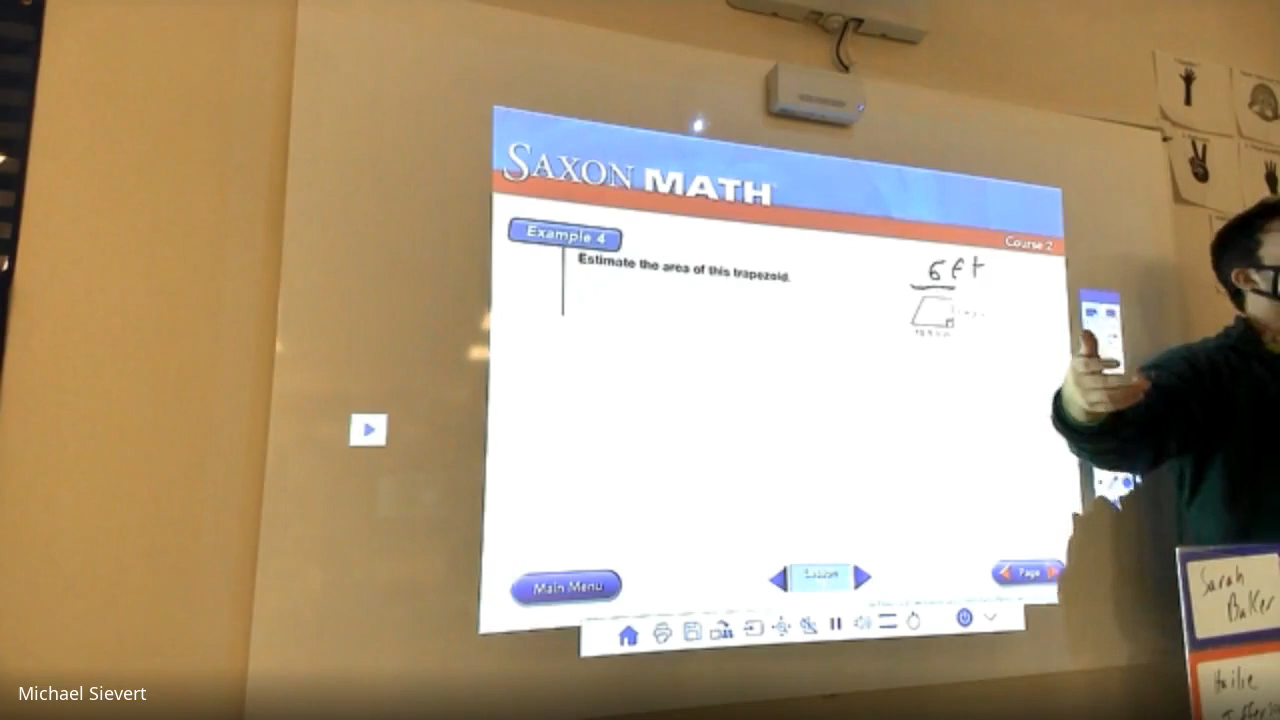 SAXON MATH
Course 2
Example 4
Estimate the area of this trapezoid.
6 ft
Main Menu
Lesson
Page
Sarah
Baker
Hailie
Michael Sievert